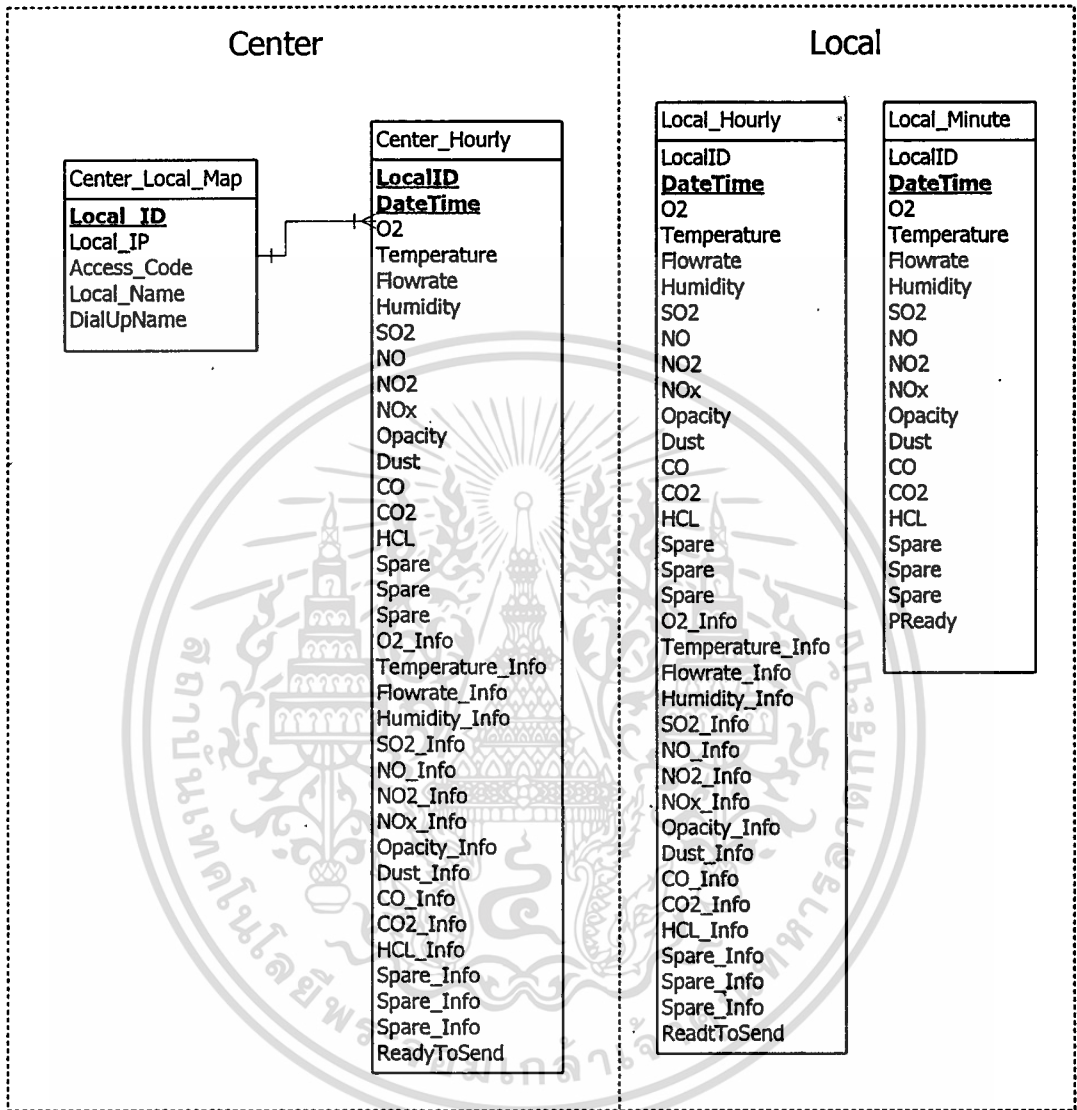 Center
Center_Local_Map
Local_ID
Local_IP
Access_Code
Local_Name
DialUpName
Center_Hourly
LocalID
DateTime
O2
Temperature
Flowrate
Humidity
SO2
NO
NO2
NOx
Opacity
Dust
CO
CO2
HCL
Spare
Spare
Spare
O2_Info
Temperature_Info
Flowrate_Info
Humidity_Info
SO2_Info
NO_Info
NO2_Info
NOx_Info
Opacity_Info
Dust_Info
CO_Info
CO2_Info
HCL_Info
Spare_Info
Spare_Info
Spare_Info
ReadyToSend
Local
Local_Hourly
LocalID
DateTime
O2
Temperature
Flowrate
Humidity
SO2
NO
NO2
NOx
Opacity
Dust
CO
CO2
HCL
Spare
Spare
Spare
O2_Info
Temperature_Info
Flowrate_Info
Humidity_Info
SO2_Info
NO_Info
NO2_Info
NOx_Info
Opacity_Info
Dust_Info
CO_Info
CO2_Info
HCL_Info
Spare_Info
Spare_Info
Spare_Info
ReadtToSend
Local_Minute
LocalID
DateTime
O2
Temperature
Flowrate
Humidity
SO2
NO
NO2
NOx
Opacity
Dust
CO
CO2
HCL
Spare
Spare
Spare
PReady